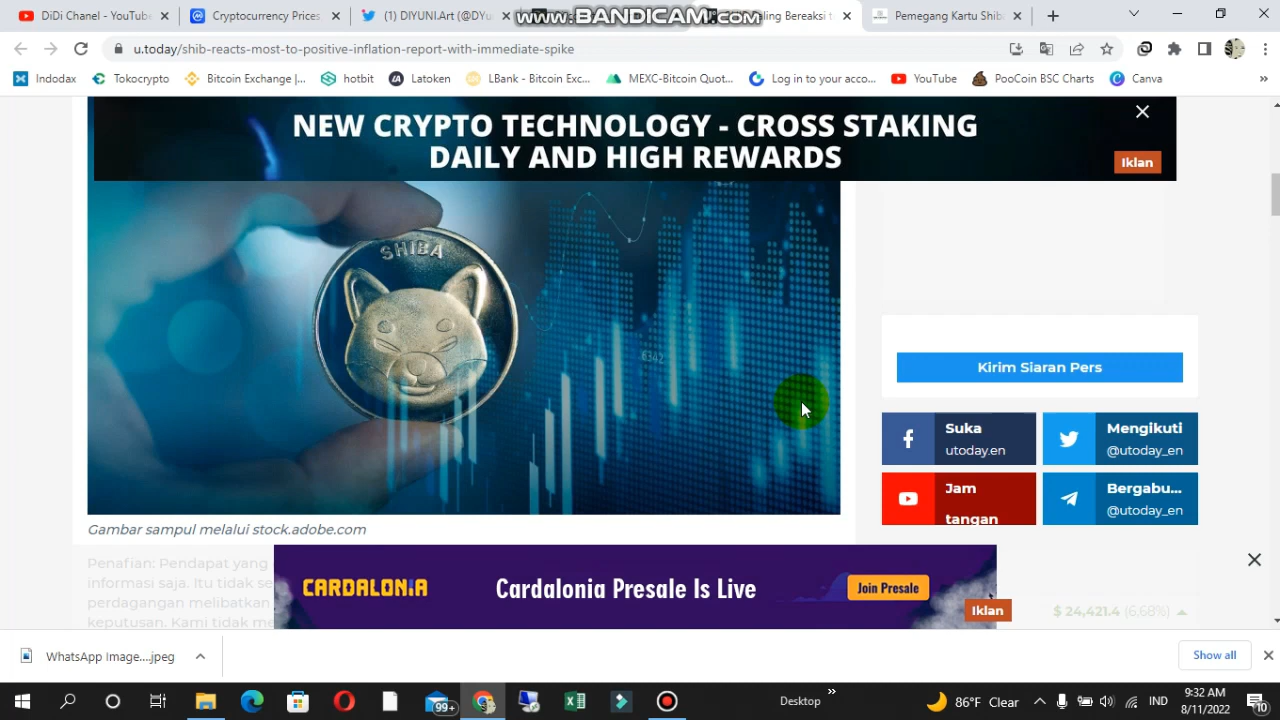 www.BANDICAM.com
DiDi Chanel - YouTube
Cryptocurrency Prices
(1) DIYUNI.Art (@DYu
ling Bereaksi t
Pemegang Kartu Shib
u.today/shib-reacts-most-to-positive-inflation-report-with-immediate-spike
Indodax
Tokocrypto
Bitcoin Exchange |...
hotbit
Latoken
LBank - Bitcoin Exc...
MEXC-Bitcoin Quot...
Log in to your acco...
YouTube
PooCoin BSC Charts
Canva
»
NEW CRYPTO TECHNOLOGY - CROSS STAKING
DAILY AND HIGH REWARDS
Iklan
SHIBA
6342
Kirim Siaran Pers
Suka
utoday.en
Mengikuti
@utoday_en
Jam
tangan
Bergabu...
@utoday_en
Gambar sampul melalui stock.adobe.com
Penafian: Pendapat yang
informasi saja. Itu tidak se
perdagangan melibatkan
keputusan. Kami tidak me
CARDALONIA
Cardalonia Presale Is Live
Join Presale
Iklan
$ 24,421.4 (6.68%)
WhatsApp Image....jpeg
Show all
99+
Desktop
»
86°F Clear
IND
9:32 AM
8/11/2022
10